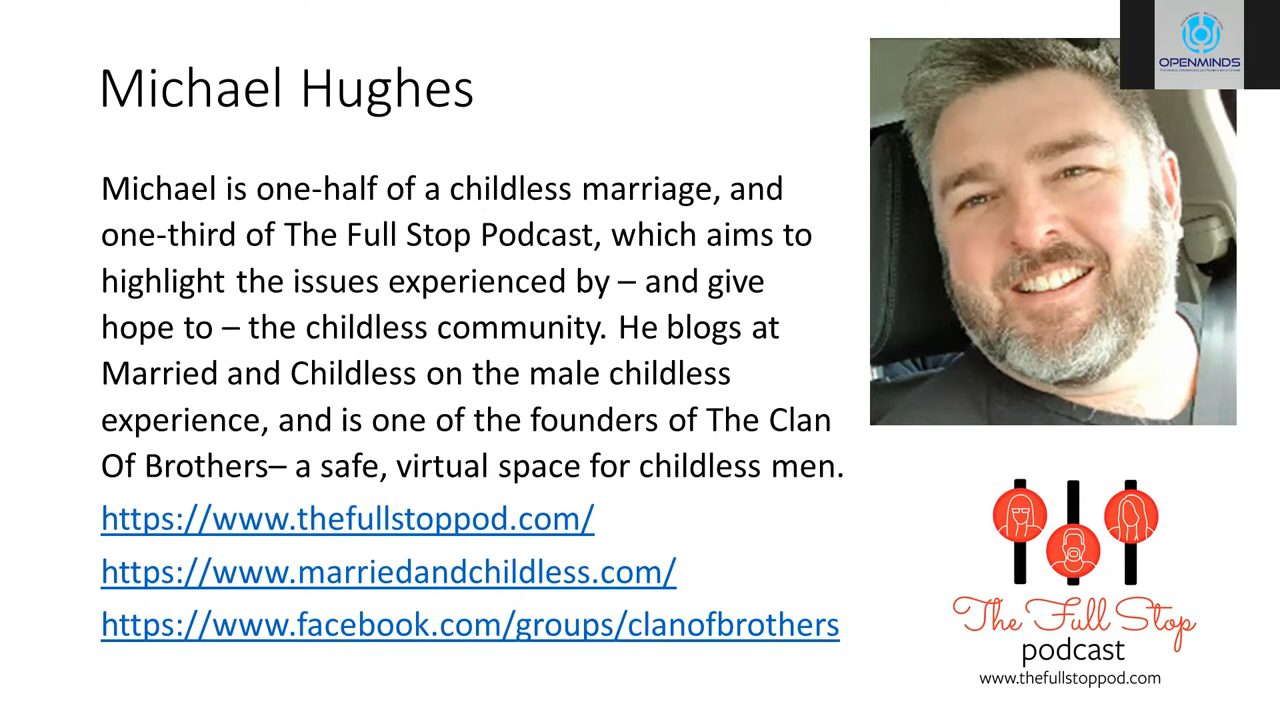 OPENMINDS
Michael Hughes
Michael is one-half of a childless marriage, and
one-third of The Full Stop Podcast, which aims to
highlight the issues experienced by – and give
hope to – the childless community. He blogs at
Married and Childless on the male childless
experience, and is one of the founders of The Clan
Of Brothers– a safe, virtual space for childless men.
https://www.thefullstoppod.com/
https://www.marriedandchildless.com/
https://www.facebook.com/groups/clanofbrothers
The Full Stop
podcast
www.thefullstoppod.com